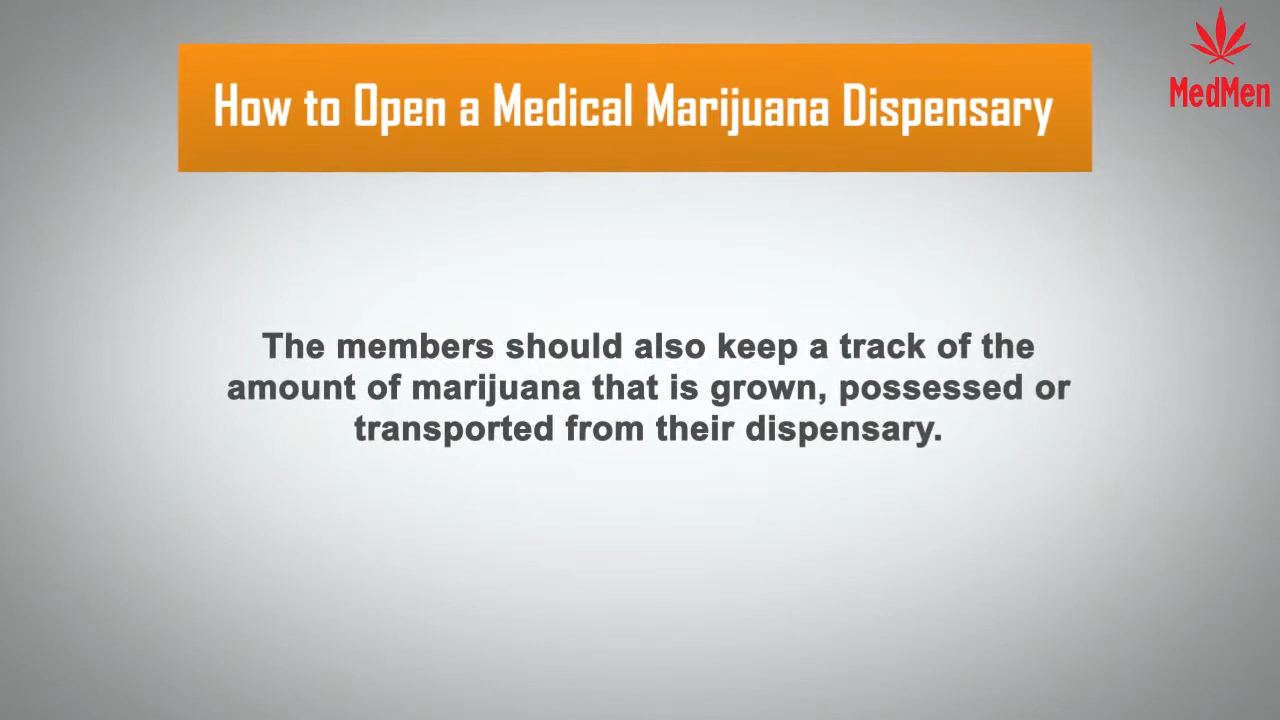 How to Open a Medical Marijuana Dispensary
MedMen
The members should also keep a track of the
amount of marijuana that is grown, possessed or
transported from their dispensary.